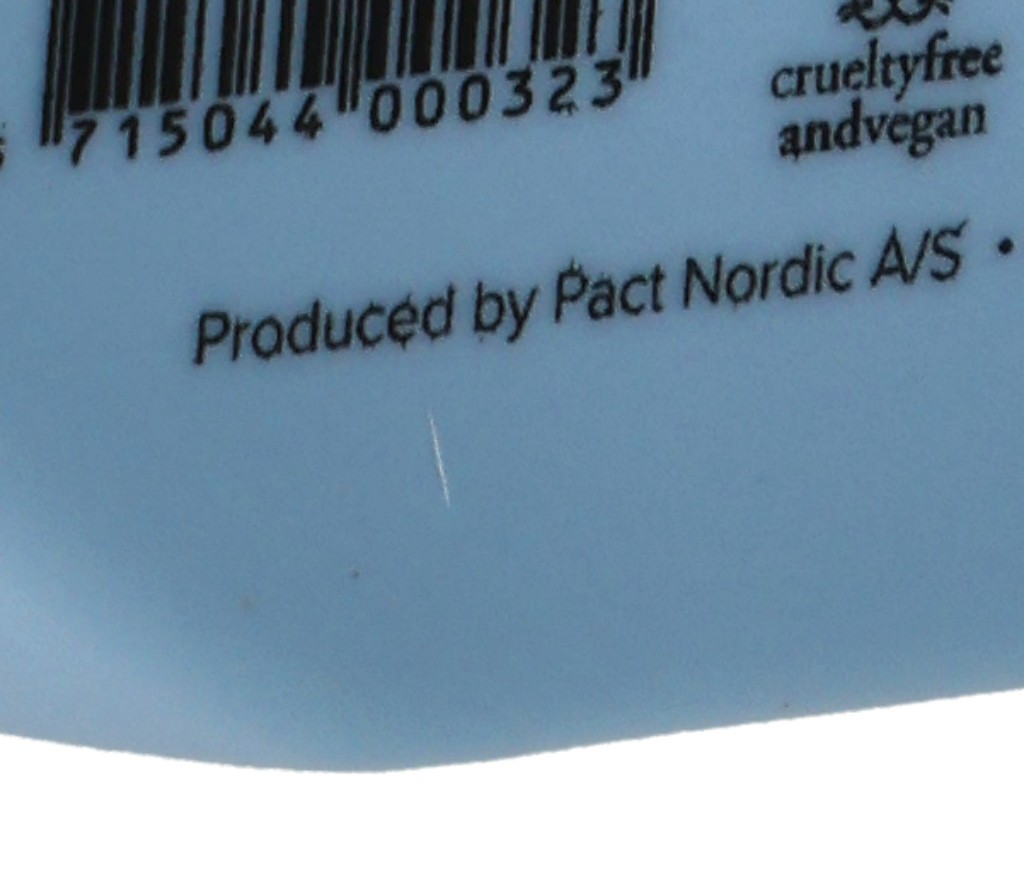 715044 000323
crueltyfree
andvegan
Produced by Pact Nordic A/S •